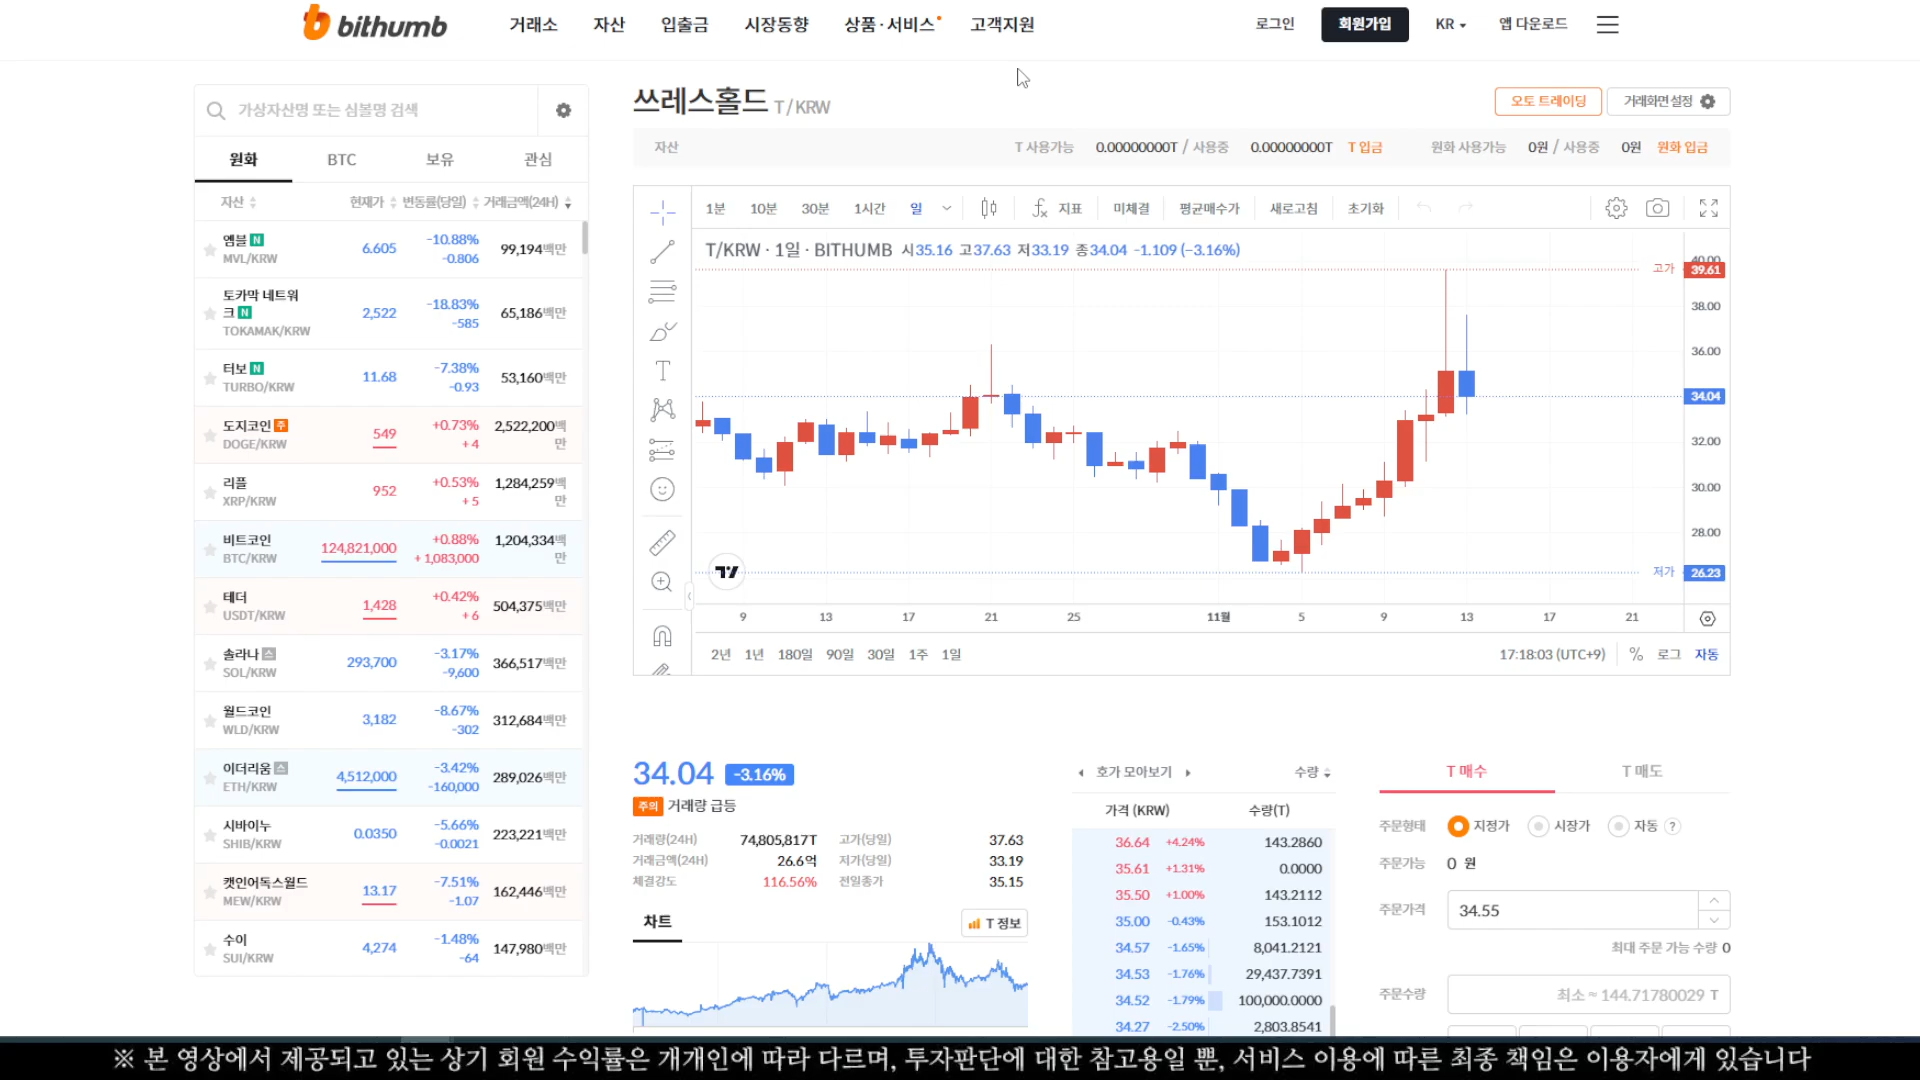 bithumb 거래소 자산 입출금 시장동향 상품·서비스 고객지원 로그인 회원가입 KR 앱 다운로드
가상자산명 또는 심볼명 검색
원화 BTC 보유 관심
자산 현재가 변동률(당일) 거래금액(24H)
엠블 N 6.605 -10.88% 99,194백만
MVL/KRW -0.806
토카막 네트워
크 N 2,522 -18.83% 65,186백만
TOKAMAK/KRW -585
터보 N 11.68 -7.38% 53,160백만
TURBO/KRW -0.93
도지코인 주 549 +0.73% 2,522,200백
DOGE/KRW +4 만
리플 952 +0.53% 1,284,259백
XRP/KRW +5 만
비트코인 124,821,000 +0.88% 1,204,334백
BTC/KRW +1,083,000 만
테더 1,428 +0.42% 504,375백만
USDT/KRW +6
솔라나 스 293,700 -3.17% 366,517백만
SOL/KRW -9,600
월드코인 3,182 -8.67% 312,684백만
WLD/KRW -302
이더리움 스 4,512,000 -3.42% 289,026백만
ETH/KRW -160,000
시바이누 0.0350 -5.66% 223,221백만
SHIB/KRW -0.0021
캣인어독스월드 13.17 -7.51% 162,446백만
MEW/KRW -1.07
수이 4,274 -1.48% 147,980백만
SUI/KRW -64
쓰레스홀드 T / KRW 오토 트레이딩 거래화면 설정
자산 T 사용가능 0.00000000T / 사용중 0.00000000T T 입금 원화 사용가능 0원 / 사용중 0원 원화 입금
1분 10분 30분 1시간 일 지표 미체결 평균매수가 새로고침 초기화
T/KRW · 1일 · BITHUMB 시35.16 고37.63 저33.19 종34.04 -1.109 (-3.16%)
40.00
고가 39.61
38.00
36.00
34.04
32.00
30.00
28.00
저가 26.23
9 13 17 21 25 11월 5 9 13 17 21
2년 1년 180일 90일 30일 1주 1일 17:18:03 (UTC+9) % 로그 자동
34.04 -3.16%
주의 거래량 급등
거래량(24H) 74,805,817T 고가(당일) 37.63
거래금액(24H) 26.6억 저가(당일) 33.19
체결강도 116.56% 전일종가 35.15
차트 T 정보
호가 모아보기 수량
가격 (KRW) 수량(T)
36.64 +4.24% 143.2860
35.61 +1.31% 0.0000
35.50 +1.00% 143.2112
35.00 -0.43% 153.1012
34.57 -1.65% 8,041.2121
34.53 -1.76% 29,437.7391
34.52 -1.79% 100,000.0000
34.27 -2.50% 2,803.8541
T 매수 T 매도
주문형태 지정가 시장가 자동 ?
주문가능 0 원
주문가격 34.55
최대 주문 가능 수량 0
주문수량 최소 ≈ 144.71780029 T
※ 본 영상에서 제공되고 있는 상기 회원 수익률은 개개인에 따라 다르며, 투자판단에 대한 참고용일 뿐, 서비스 이용에 따른 최종 책임은 이용자에게 있습니다